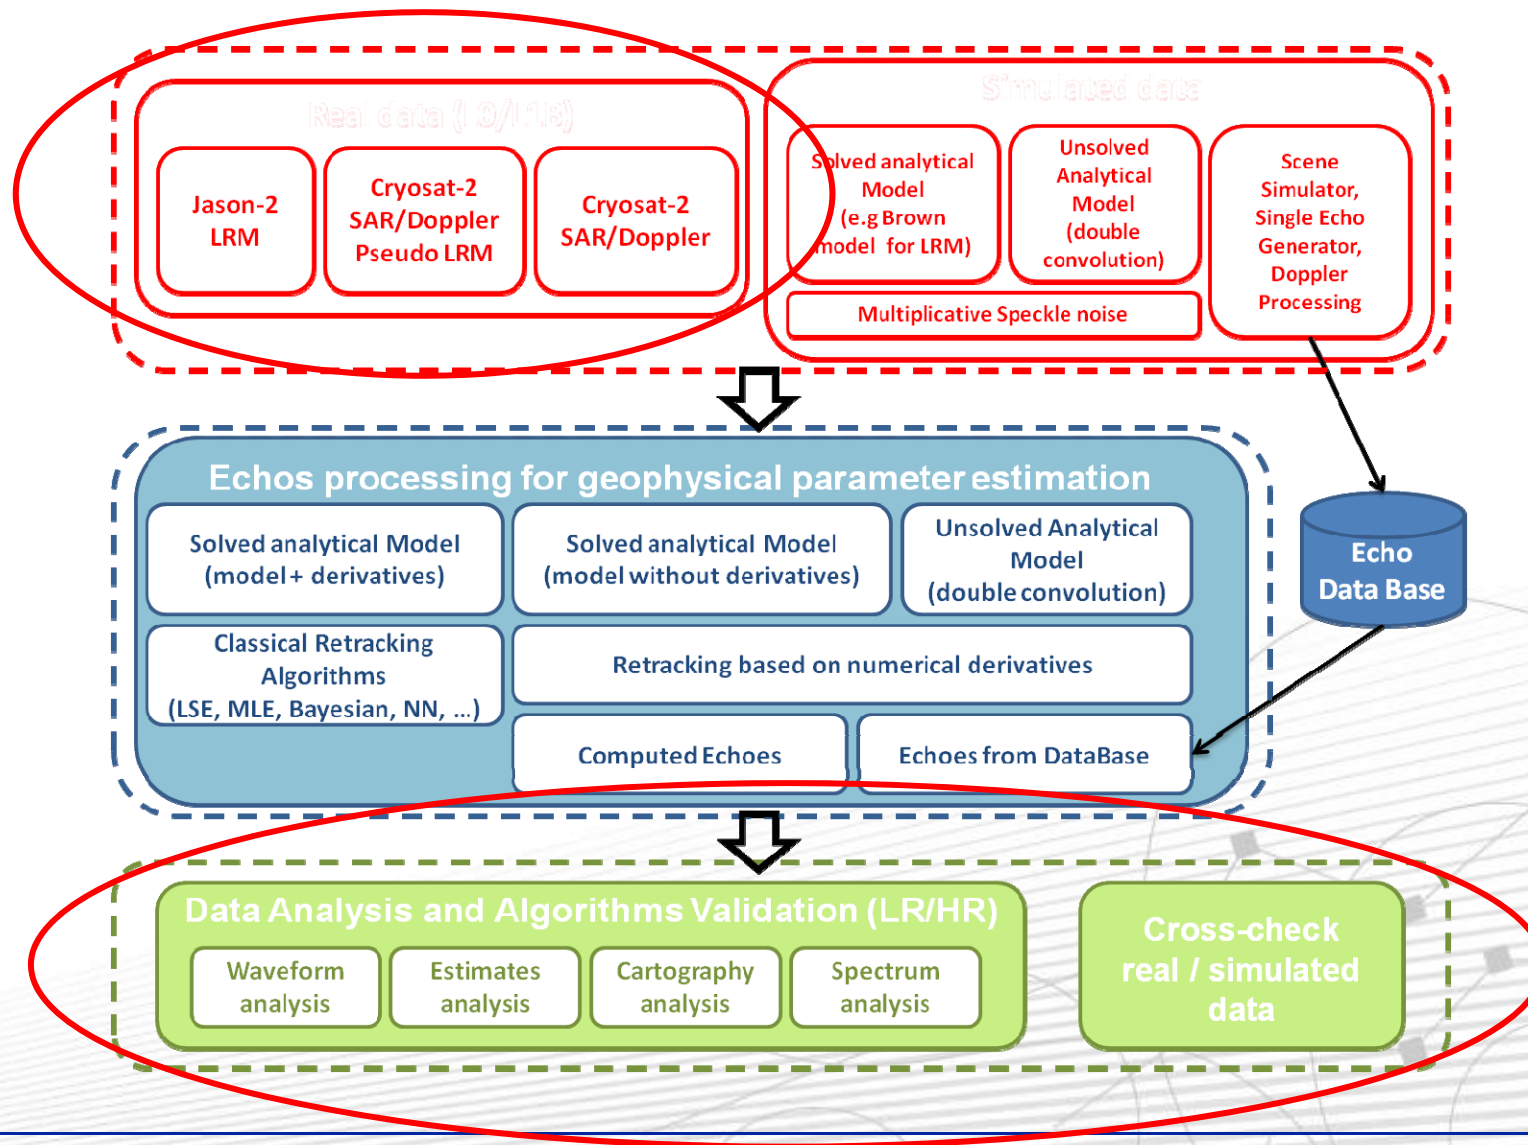 Real data (L0/L1B)
Jason-2
LRM
Cryosat-2
SAR/Doppler
Pseudo LRM
Cryosat-2
SAR/Doppler
Simulated data
Solved analytical
Model
(e.g Brown
model for LRM)
Unsolved
Analytical
Model
(double
convolution)
Multiplicative Speckle noise
Scene
Simulator,
Single Echo
Generator,
Doppler
Processing
Echos processing for geophysical parameter estimation
Solved analytical Model
(model + derivatives)
Solved analytical Model
(model without derivatives)
Unsolved Analytical
Model
(double convolution)
Classical Retracking
Algorithms
(LSE, MLE, Bayesian, NN, ...)
Retracking based on numerical derivatives
Computed Echoes
Echoes from DataBase
Echo
Data Base
Data Analysis and Algorithms Validation (LR/HR)
Waveform
analysis
Estimates
analysis
Cartography
analysis
Spectrum
analysis
Cross-check
real / simulated
data